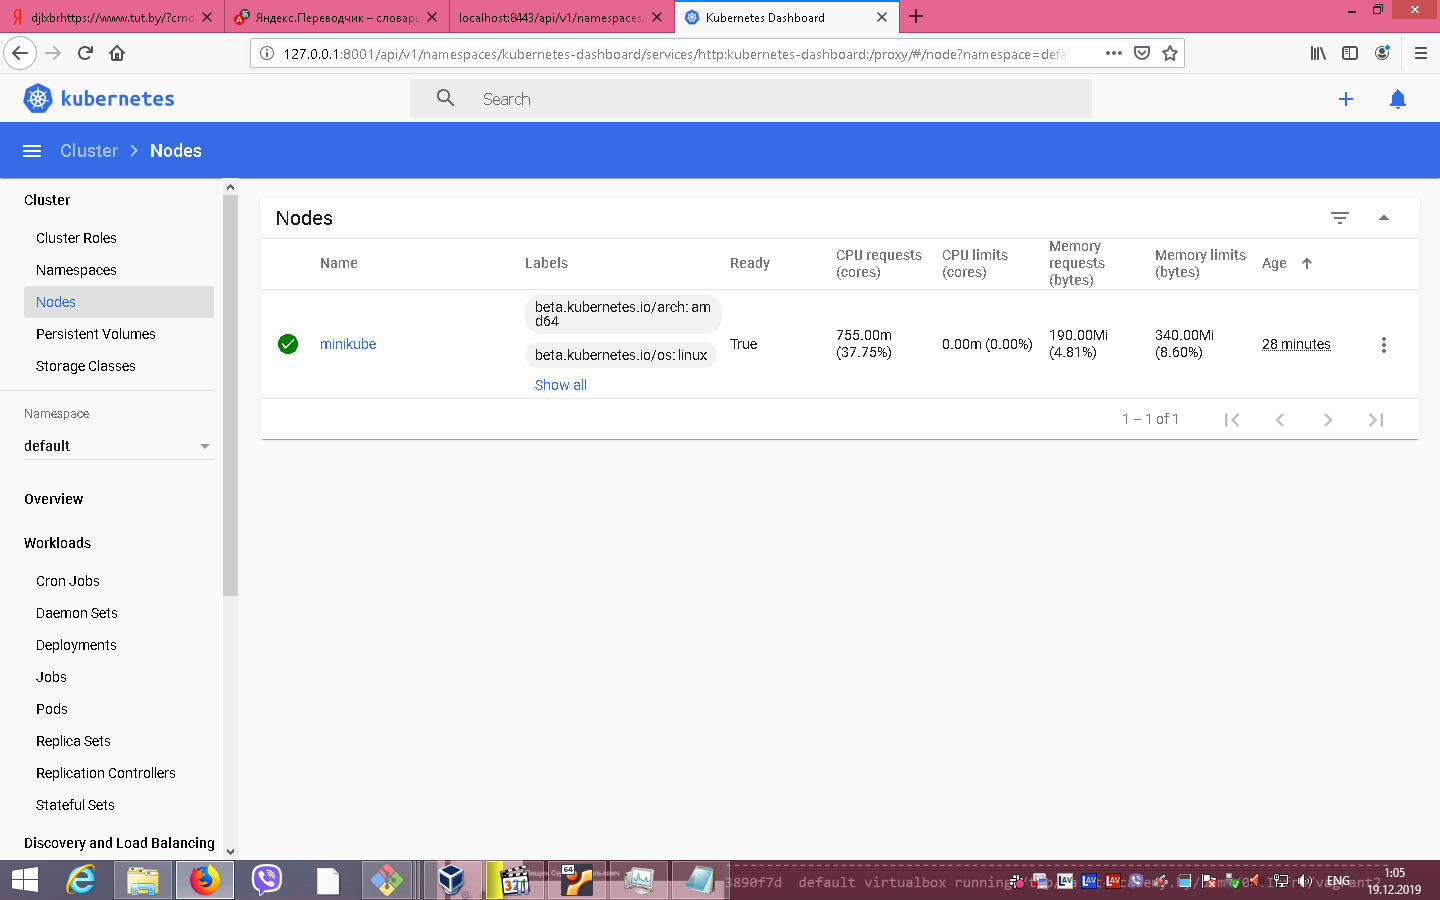 djlxbrhttps://www.tut.by/?crnd
Яндекс.Переводчик – словарь
localhost:8443/api/v1/namespaces/
Kubernetes Dashboard
127.0.0.1:8001/api/v1/namespaces/kubernetes-dashboard/services/http:kubernetes-dashboard:/proxy/#/node?namespace=defa
kubernetes
Search
Cluster > Nodes
Cluster
Cluster Roles
Namespaces
Nodes
Persistent Volumes
Storage Classes
Namespace
default
Overview
Workloads
Cron Jobs
Daemon Sets
Deployments
Jobs
Pods
Replica Sets
Replication Controllers
Stateful Sets
Discovery and Load Balancing
Nodes
Name
Labels
Ready
CPU requests
(cores)
CPU limits
(cores)
Memory
requests
(bytes)
Memory limits
(bytes)
Age
minikube
beta.kubernetes.io/arch: am
d64
beta.kubernetes.io/os: linux
Show all
True
755.00m
(37.75%)
0.00m (0.00%)
190.00Mi
(4.81%)
340.00Mi
(8.60%)
28 minutes
1 – 1 of 1
3890f7d default virtualbox running
ENG
1:05
19.12.2019